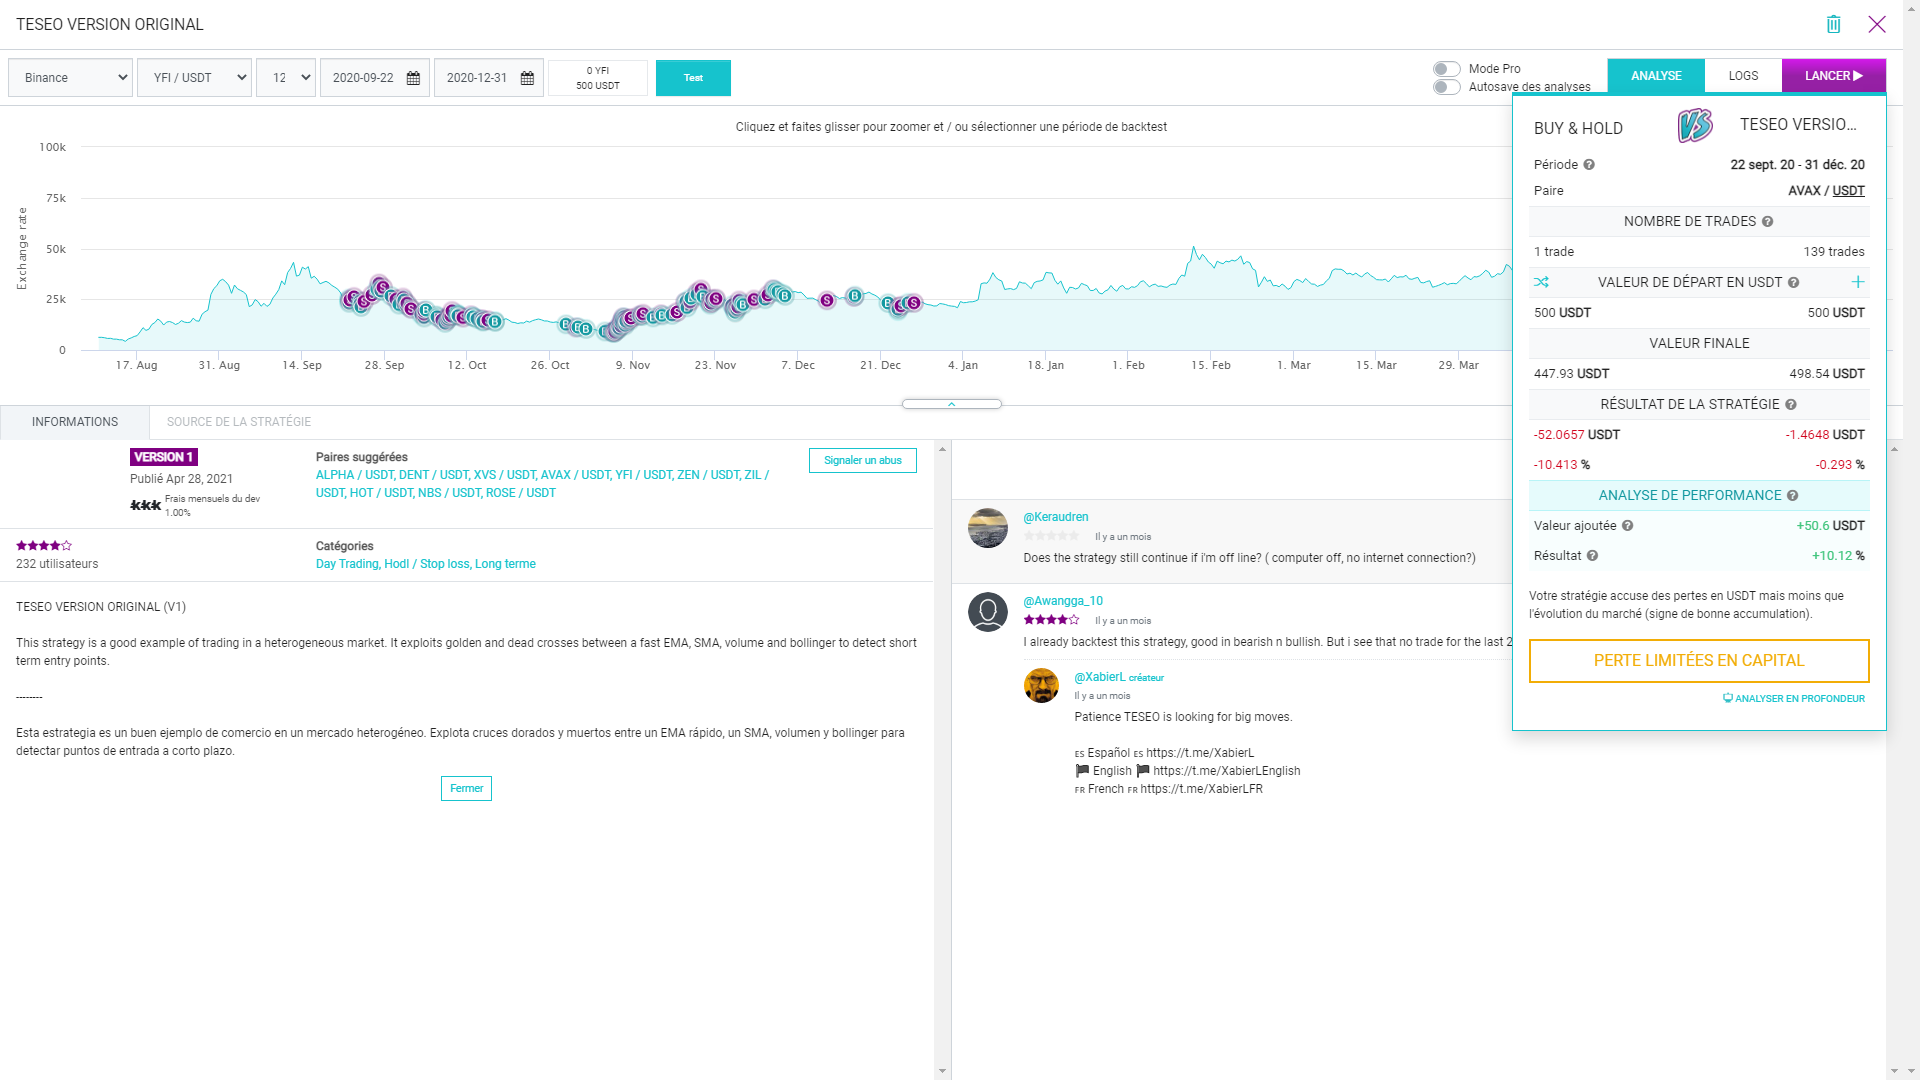 TESEO VERSION ORIGINAL
Binance
YFI / USDT
12
2020-09-22
2020-12-31
0 YFI
500 USDT
Test
Mode Pro
Autosave des analyses
ANALYSE
LOGS
LANCER
Cliquez et faites glisser pour zoomer et / ou sélectionner une période de backtest
Exchange rate
100k
75k
50k
25k
0
17. Aug
31. Aug
14. Sep
28. Sep
12. Oct
26. Oct
9. Nov
23. Nov
7. Dec
21. Dec
4. Jan
18. Jan
1. Feb
15. Feb
1. Mar
15. Mar
29. Mar
BUY & HOLD
VS
TESEO VERSIO...
Période
22 sept. 20 - 31 déc. 20
Paire
AVAX / USDT
NOMBRE DE TRADES
1 trade
139 trades
VALEUR DE DÉPART EN USDT
500 USDT
500 USDT
VALEUR FINALE
447.93 USDT
498.54 USDT
RÉSULTAT DE LA STRATÉGIE
-52.0657 USDT
-1.4648 USDT
-10.413 %
-0.293 %
ANALYSE DE PERFORMANCE
Valeur ajoutée
+50.6 USDT
Résultat
+10.12 %
Votre stratégie accuse des pertes en USDT mais moins que
l'évolution du marché (signe de bonne accumulation).
PERTE LIMITÉES EN CAPITAL
ANALYSER EN PROFONDEUR
INFORMATIONS
SOURCE DE LA STRATÉGIE
VERSION 1
Publié Apr 28, 2021
Frais mensuels du dev
1.00%
Paires suggérées
ALPHA / USDT, DENT / USDT, XVS / USDT, AVAX / USDT, YFI / USDT, ZEN / USDT, ZIL /
USDT, HOT / USDT, NBS / USDT, ROSE / USDT
Signaler un abus
232 utilisateurs
Catégories
Day Trading, Hodl / Stop loss, Long terme
TESEO VERSION ORIGINAL (V1)
This strategy is a good example of trading in a heterogeneous market. It exploits golden and dead crosses between a fast EMA, SMA, volume and bollinger to detect short
term entry points.
--------
Esta estrategia es un buen ejemplo de comercio en un mercado heterogéneo. Explota cruces dorados y muertos entre un EMA rápido, un SMA, volumen y bollinger para
detectar puntos de entrada a corto plazo.
Fermer
@Keraudren
Il y a un mois
Does the strategy still continue if i'm off line? ( computer off, no internet connection?)
@Awangga_10
Il y a un mois
I already backtest this strategy, good in bearish n bullish. But i see that no trade for the last 2
@XabierL créateur
Il y a un mois
Patience TESEO is looking for big moves.
ES Español ES https://t.me/XabierL
English https://t.me/XabierLEnglish
FR French FR https://t.me/XabierLFR